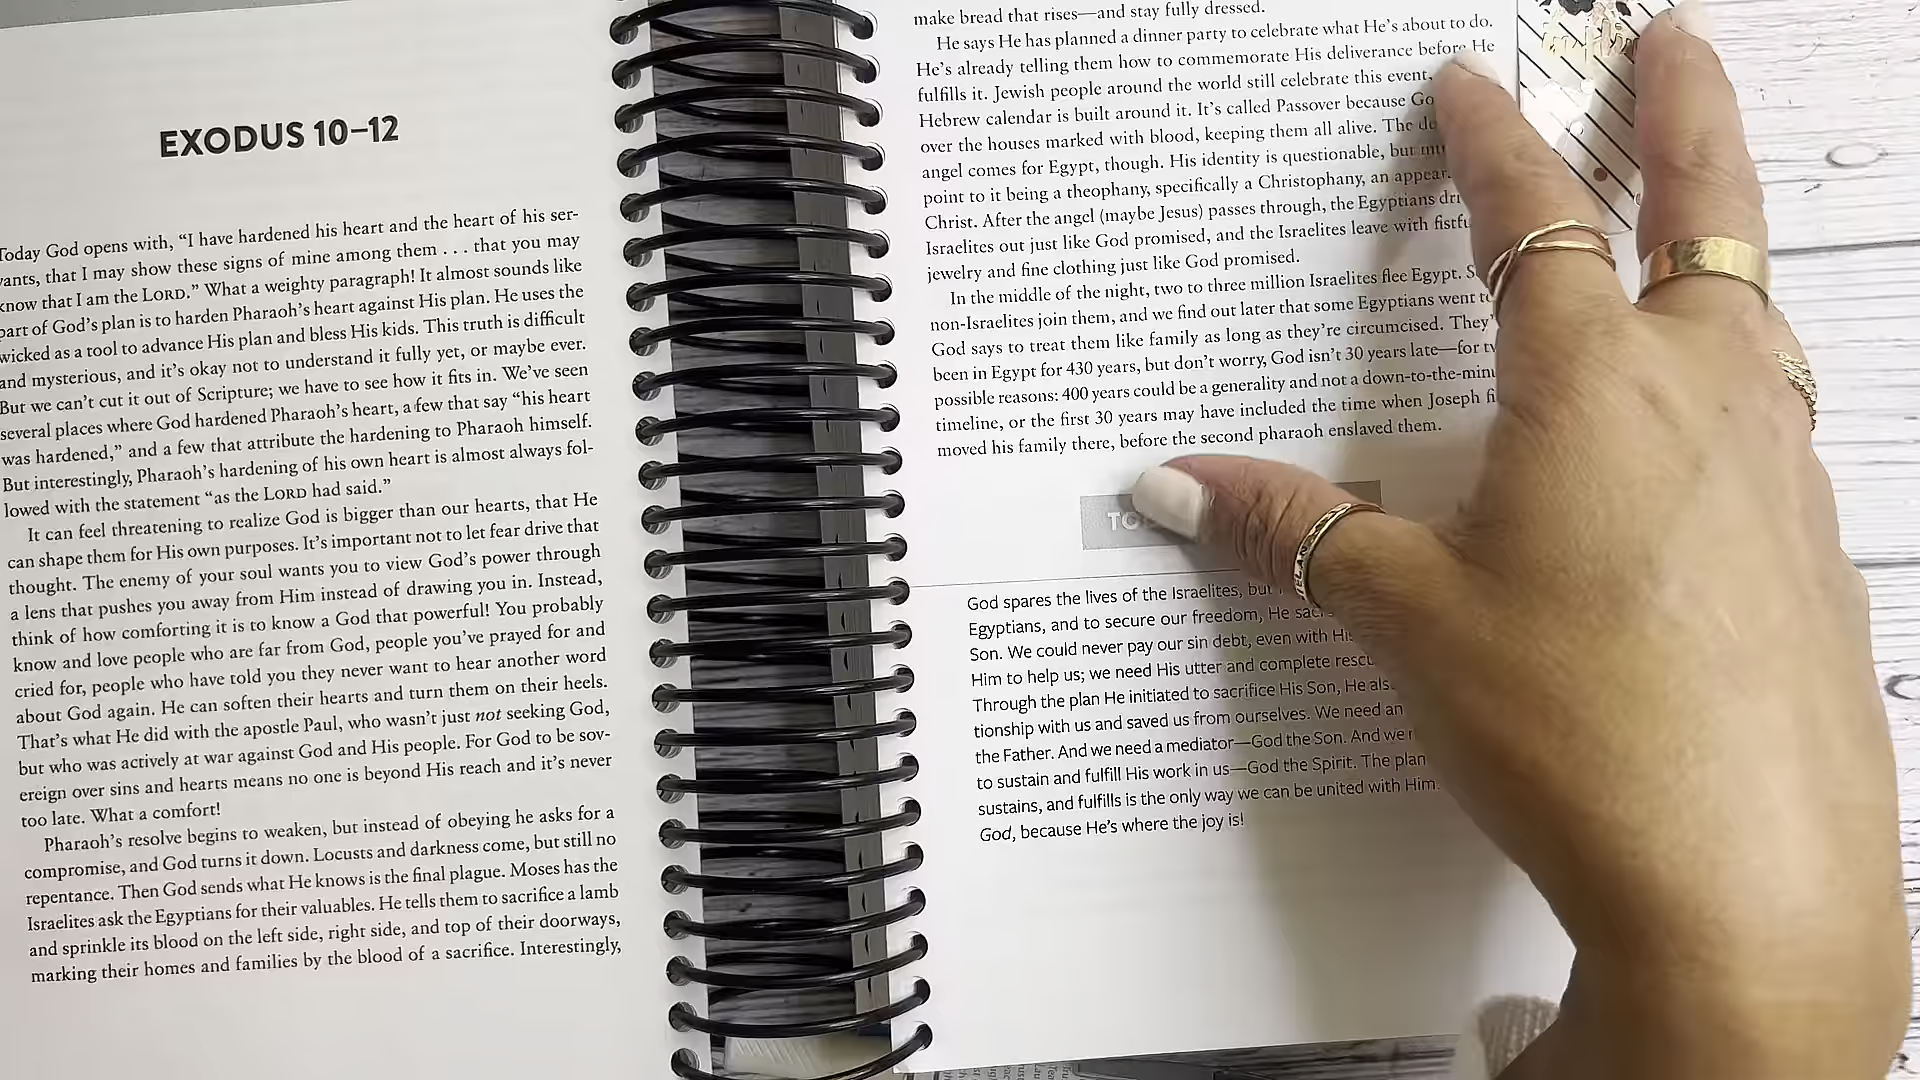 EXODUS 10–12
Today God opens with, “I have hardened his heart and the heart of his ser-
vants, that I may show these signs of mine among them . . . that you may
know that I am the LORD.” What a weighty paragraph! It almost sounds like
part of God’s plan is to harden Pharaoh’s heart against His plan. He uses the
wicked as a tool to advance His plan and bless His kids. This truth is difficult
and mysterious, and it’s okay not to understand it fully yet, or maybe ever.
But we can’t cut it out of Scripture; we have to see how it fits in. We’ve seen
several places where God hardened Pharaoh’s heart, a few that say “his heart
was hardened,” and a few that attribute the hardening to Pharaoh himself.
But interestingly, Pharaoh’s hardening of his own heart is almost always fol-
lowed with the statement “as the LORD had said.”
It can feel threatening to realize God is bigger than our hearts, that He
can shape them for His own purposes. It’s important not to let fear drive that
thought. The enemy of your soul wants you to view God’s power through
a lens that pushes you away from Him instead of drawing you in. Instead,
think of how comforting it is to know a God that powerful! You probably
know and love people who are far from God, people you’ve prayed for and
cried for, people who have told you they never want to hear another word
about God again. He can soften their hearts and turn them on their heels.
That’s what He did with the apostle Paul, who wasn’t just not seeking God,
but who was actively at war against God and His people. For God to be sov-
ereign over sins and hearts means no one is beyond His reach and it’s never
too late. What a comfort!
Pharaoh’s resolve begins to weaken, but instead of obeying he asks for a
compromise, and God turns it down. Locusts and darkness come, but still no
repentance. Then God sends what He knows is the final plague. Moses has the
Israelites ask the Egyptians for their valuables. He tells them to sacrifice a lamb
and sprinkle its blood on the left side, right side, and top of their doorways,
marking their homes and families by the blood of a sacrifice. Interestingly,
make bread that rises—and stay fully dressed.
He says He has planned a dinner party to celebrate what He’s about to do.
He’s already telling them how to commemorate His deliverance before He
fulfills it. Jewish people around the world still celebrate this event,
Hebrew calendar is built around it. It’s called Passover because
over the houses marked with blood, keeping them all alive. The
angel comes for Egypt, though. His identity is questionable, but
point to it being a theophany, specifically a Christophany, an
Christ. After the angel (maybe Jesus) passes through, the Egyptians
Israelites out just like God promised, and the Israelites leave with
jewelry and fine clothing just like God promised.
In the middle of the night, two to three million Israelites flee Egypt.
non-Israelites join them, and we find out later that some Egyptians went
God says to treat them like family as long as they’re circumcised.
been in Egypt for 430 years, but don’t worry, God isn’t 30 years late—for
possible reasons: 400 years could be a generality and not a
timeline, or the first 30 years may have included the time when Joseph
moved his family there, before the second pharaoh enslaved them.
God spares the lives of the Israelites, but
Egyptians, and to secure our freedom, He
Son. We could never pay our sin debt, even with
Him to help us; we need His utter and complete
Through the plan He initiated to sacrifice His Son, He
tionship with us and saved us from ourselves. We need an
the Father. And we need a mediator—God the Son. And we
to sustain and fulfill His work in us—God the Spirit. The plan
sustains, and fulfills is the only way we can be united with Him.
God, because He’s where the joy is!